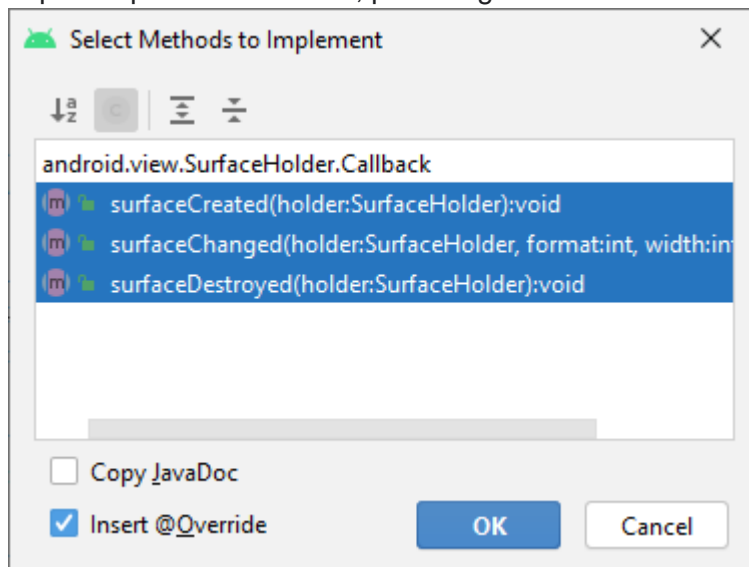 Select Methods to Implement
android.view.SurfaceHolder.Callback
surfaceCreated(holder:SurfaceHolder):void
surfaceChanged(holder:SurfaceHolder, format:int, width:in
surfaceDestroyed(holder:SurfaceHolder):void
Copy JavaDoc
Insert @Override
OK Cancel